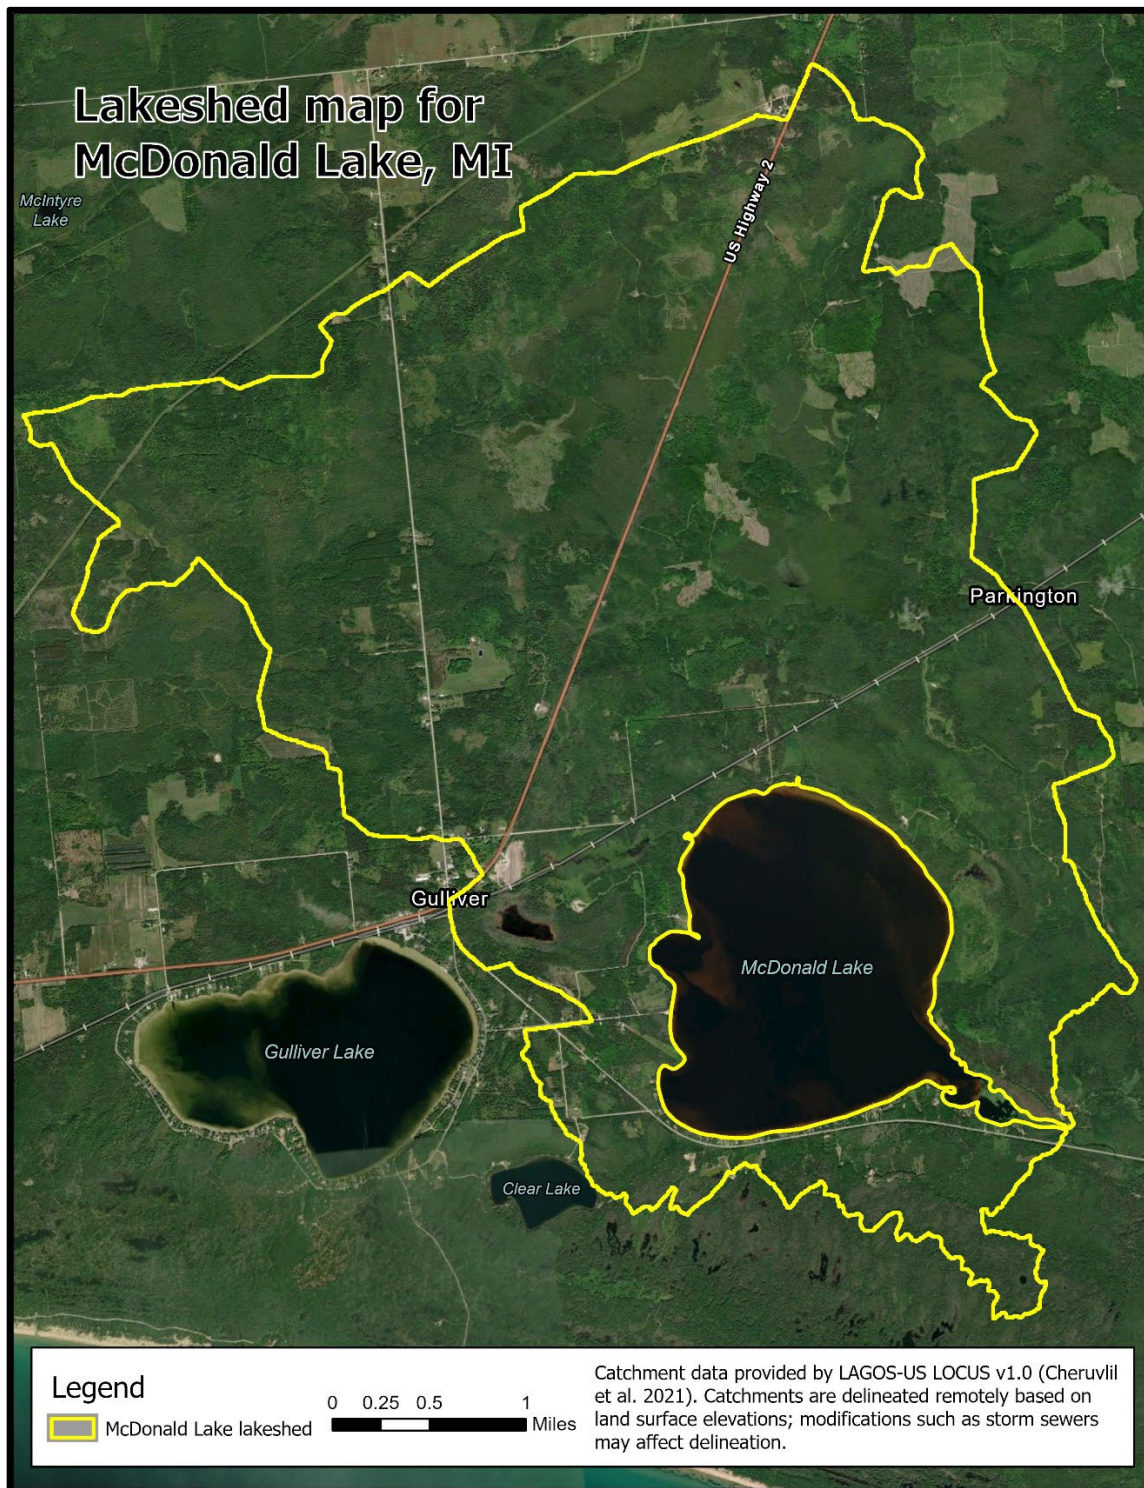 Lakeshed map for
McDonald Lake, MI
McIntyre
Lake
US Highway 2
Parkington
Gulliver
McDonald Lake
Gulliver Lake
Clear Lake
Legend
McDonald Lake lakeshed
0 0.25 0.5 1
Miles
Catchment data provided by LAGOS-US LOCUS v1.0 (Cheruvlil
et al. 2021). Catchments are delineated remotely based on
land surface elevations; modifications such as storm sewers
may affect delineation.